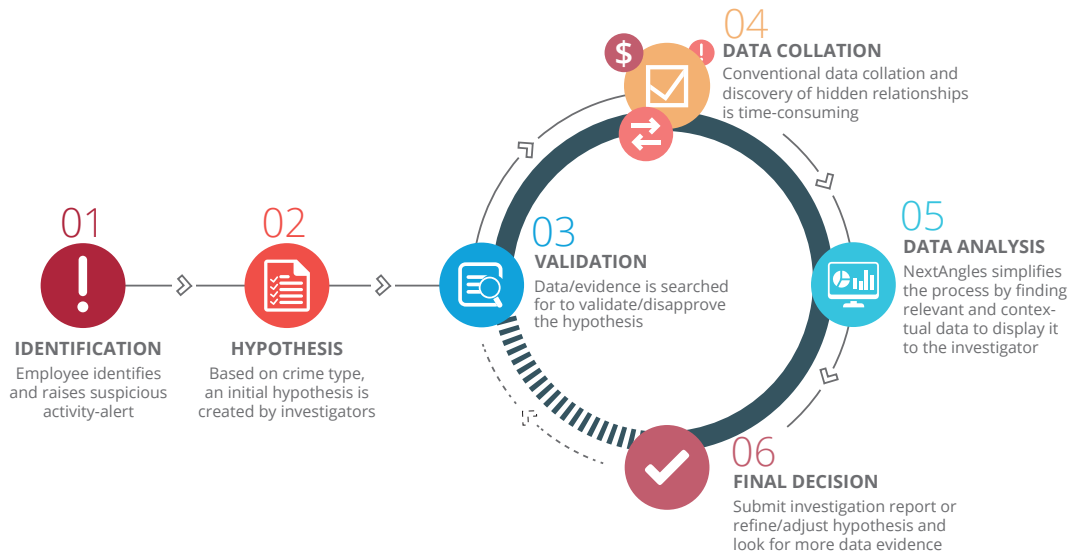 01
IDENTIFICATION
Employee identifies
and raises suspicious
activity-alert
02
HYPOTHESIS
Based on crime type,
an initial hypothesis is
created by investigators
03
VALIDATION
Data/evidence is searched
for to validate/disapprove
the hypothesis
04
DATA COLLATION
Conventional data collation and
discovery of hidden relationships
is time-consuming
$
!
05
DATA ANALYSIS
NextAngles simplifies
the process by finding
relevant and contex-
tual data to display it
to the investigator
06
FINAL DECISION
Submit investigation report or
refine/adjust hypothesis and
look for more data evidence